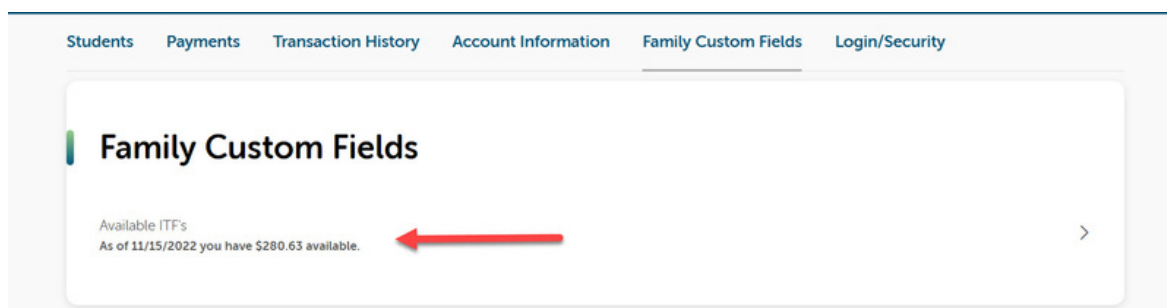 Students Payments Transaction History Account Information Family Custom Fields Login/Security
Family Custom Fields
Available ITF's
As of 11/15/2022 you have $280.63 available.